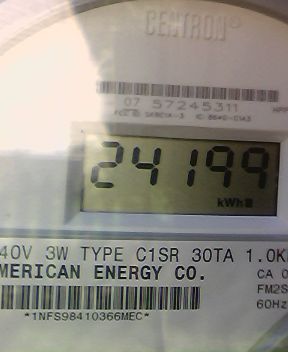 CENTRON®
07 57245311
24199
kWh
40V 3W TYPE C1SR 30TA 1.0K
MERICAN ENERGY CO.
CA 0
FM2S
60Hz
*1NFS98410366MEC*